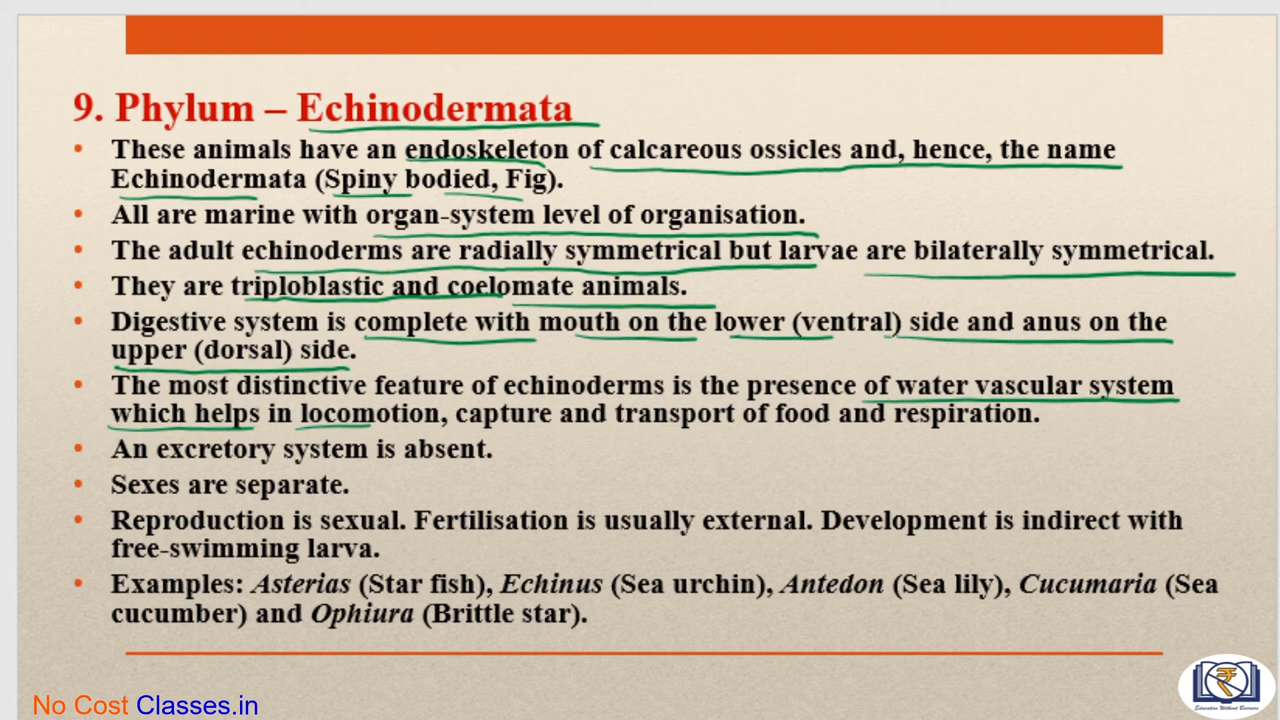 9. Phylum – Echinodermata
• These animals have an endoskeleton of calcareous ossicles and, hence, the name
Echinodermata (Spiny bodied, Fig).
• All are marine with organ-system level of organisation.
• The adult echinoderms are radially symmetrical but larvae are bilaterally symmetrical.
• They are triploblastic and coelomate animals.
• Digestive system is complete with mouth on the lower (ventral) side and anus on the
upper (dorsal) side.
• The most distinctive feature of echinoderms is the presence of water vascular system
which helps in locomotion, capture and transport of food and respiration.
• An excretory system is absent.
• Sexes are separate.
• Reproduction is sexual. Fertilisation is usually external. Development is indirect with
free-swimming larva.
• Examples: Asterias (Star fish), Echinus (Sea urchin), Antedon (Sea lily), Cucumaria (Sea
cucumber) and Ophiura (Brittle star).
No Cost Classes.in
₹
Education Without Barriers